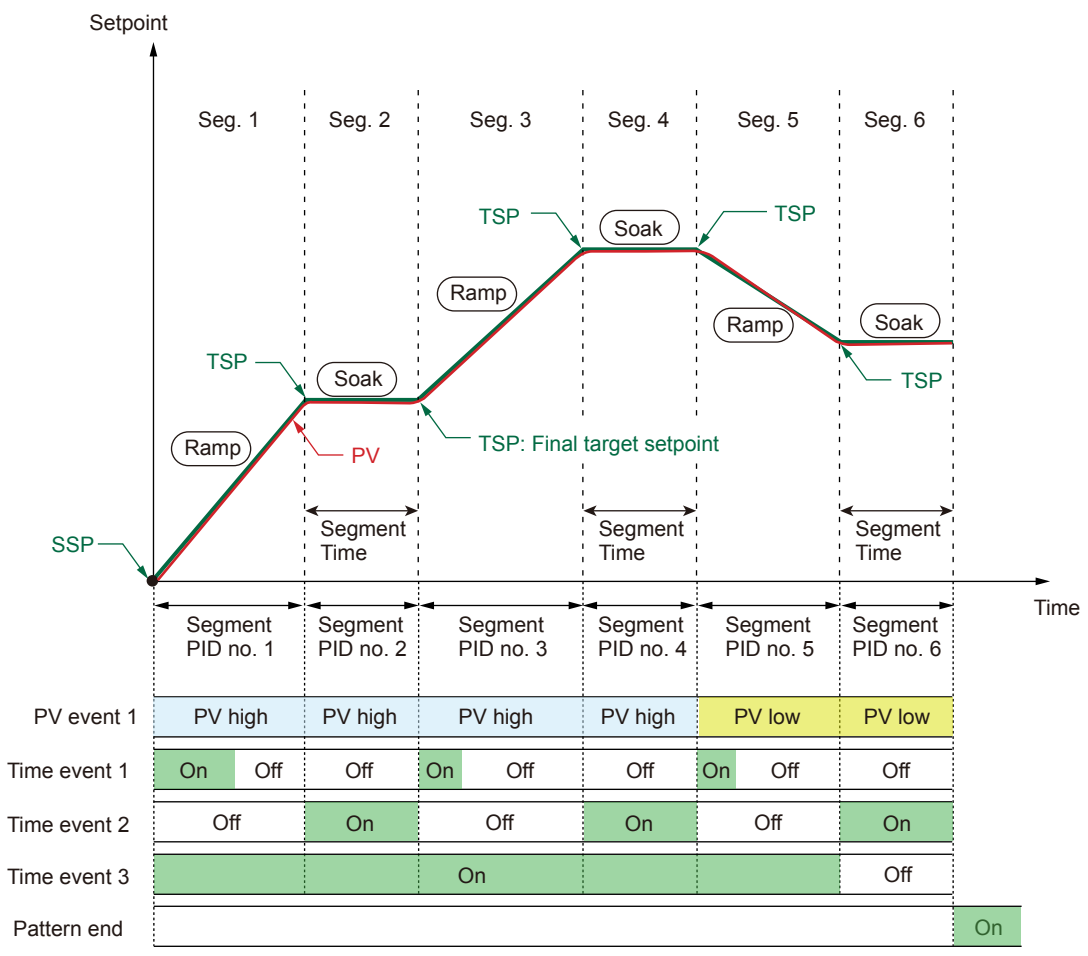 Setpoint
Seg. 1 Seg. 2 Seg. 3 Seg. 4 Seg. 5 Seg. 6
TSP TSP
Soak
Ramp
Ramp Soak
TSP Soak TSP
TSP: Final target setpoint
Ramp PV
Segment Segment Segment
Time Time Time
SSP
Time
Segment Segment Segment Segment Segment Segment
PID no. 1 PID no. 2 PID no. 3 PID no. 4 PID no. 5 PID no. 6
PV event 1 PV high PV high PV high PV high PV low PV low
Time event 1 On Off Off On Off Off On Off Off
Time event 2 Off On Off On Off On
Time event 3 On Off
Pattern end On